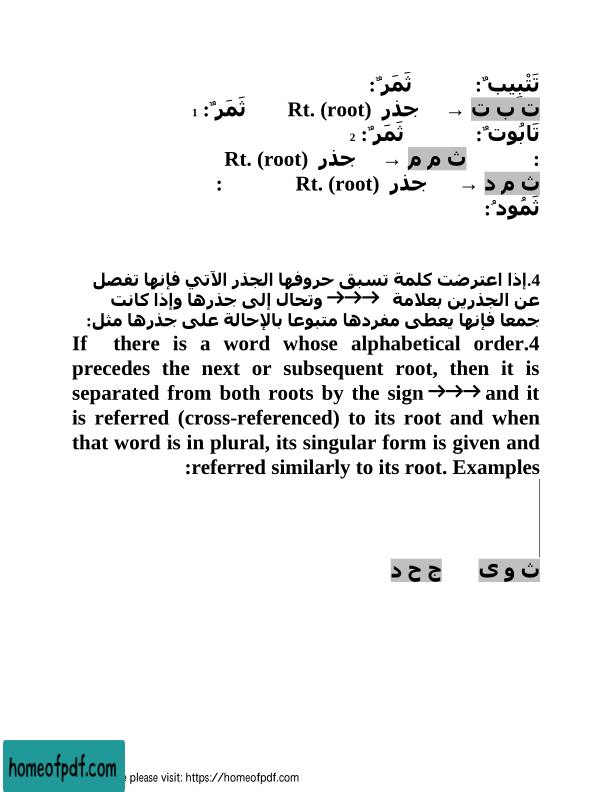 تَتْبِيبٌ: ثَمَرٌ:
ت ب ت → جذر Rt. (root) ثَمَرٌ: 1
تَابُوتٌ: ثَمَرٌ: 2
: ث م م → جذر Rt. (root)
ث م د → جذر Rt. (root) :
ثَمُودُ:
4.إذا اعترضت كلمة تسبق حروفها الجذر الآتي فإنها تفصل
عن الجذرين بعلامة →→→ وتحال إلى جذرها وإذا كانت
جمعا فإنها يعطى مفردها متبوعا بالإحالة على جذرها مثل:
If there is a word whose alphabetical order.4
precedes the next or subsequent root, then it is
separated from both roots by the sign →→→ and it
is referred (cross-referenced) to its root and when
that word is in plural, its singular form is given and
:referred similarly to its root. Examples
ث و ى ج ح د
homeofpdf.com
e please visit: https://homeofpdf.com